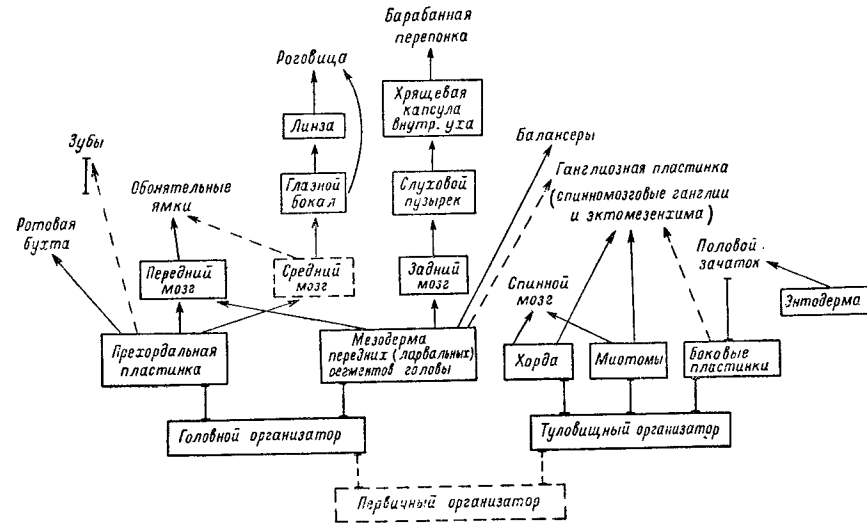 Барабанная
перепонка
Роговица
Хрящевая
капсула
внутр. уха
Линза
Зубы
Балансеры
Ганглиозная пластинка
(спинномозговые ганглии
и эктомезенхима)
Обонятельные
ямки
Глазной
бокал
Слуховой
пузырек
Ротовая
бухта
Передний
мозг
Средний
мозг
Задний
мозг
Спинной
мозг
Половой
зачаток
Энтодерма
Прехордальная
пластинка
Мезодерма
передних (ларвальных)
сегментов головы
Хорда
Миотомы
Боковые
пластинки
Головной организатор
Туловищный организатор
Первичный организатор